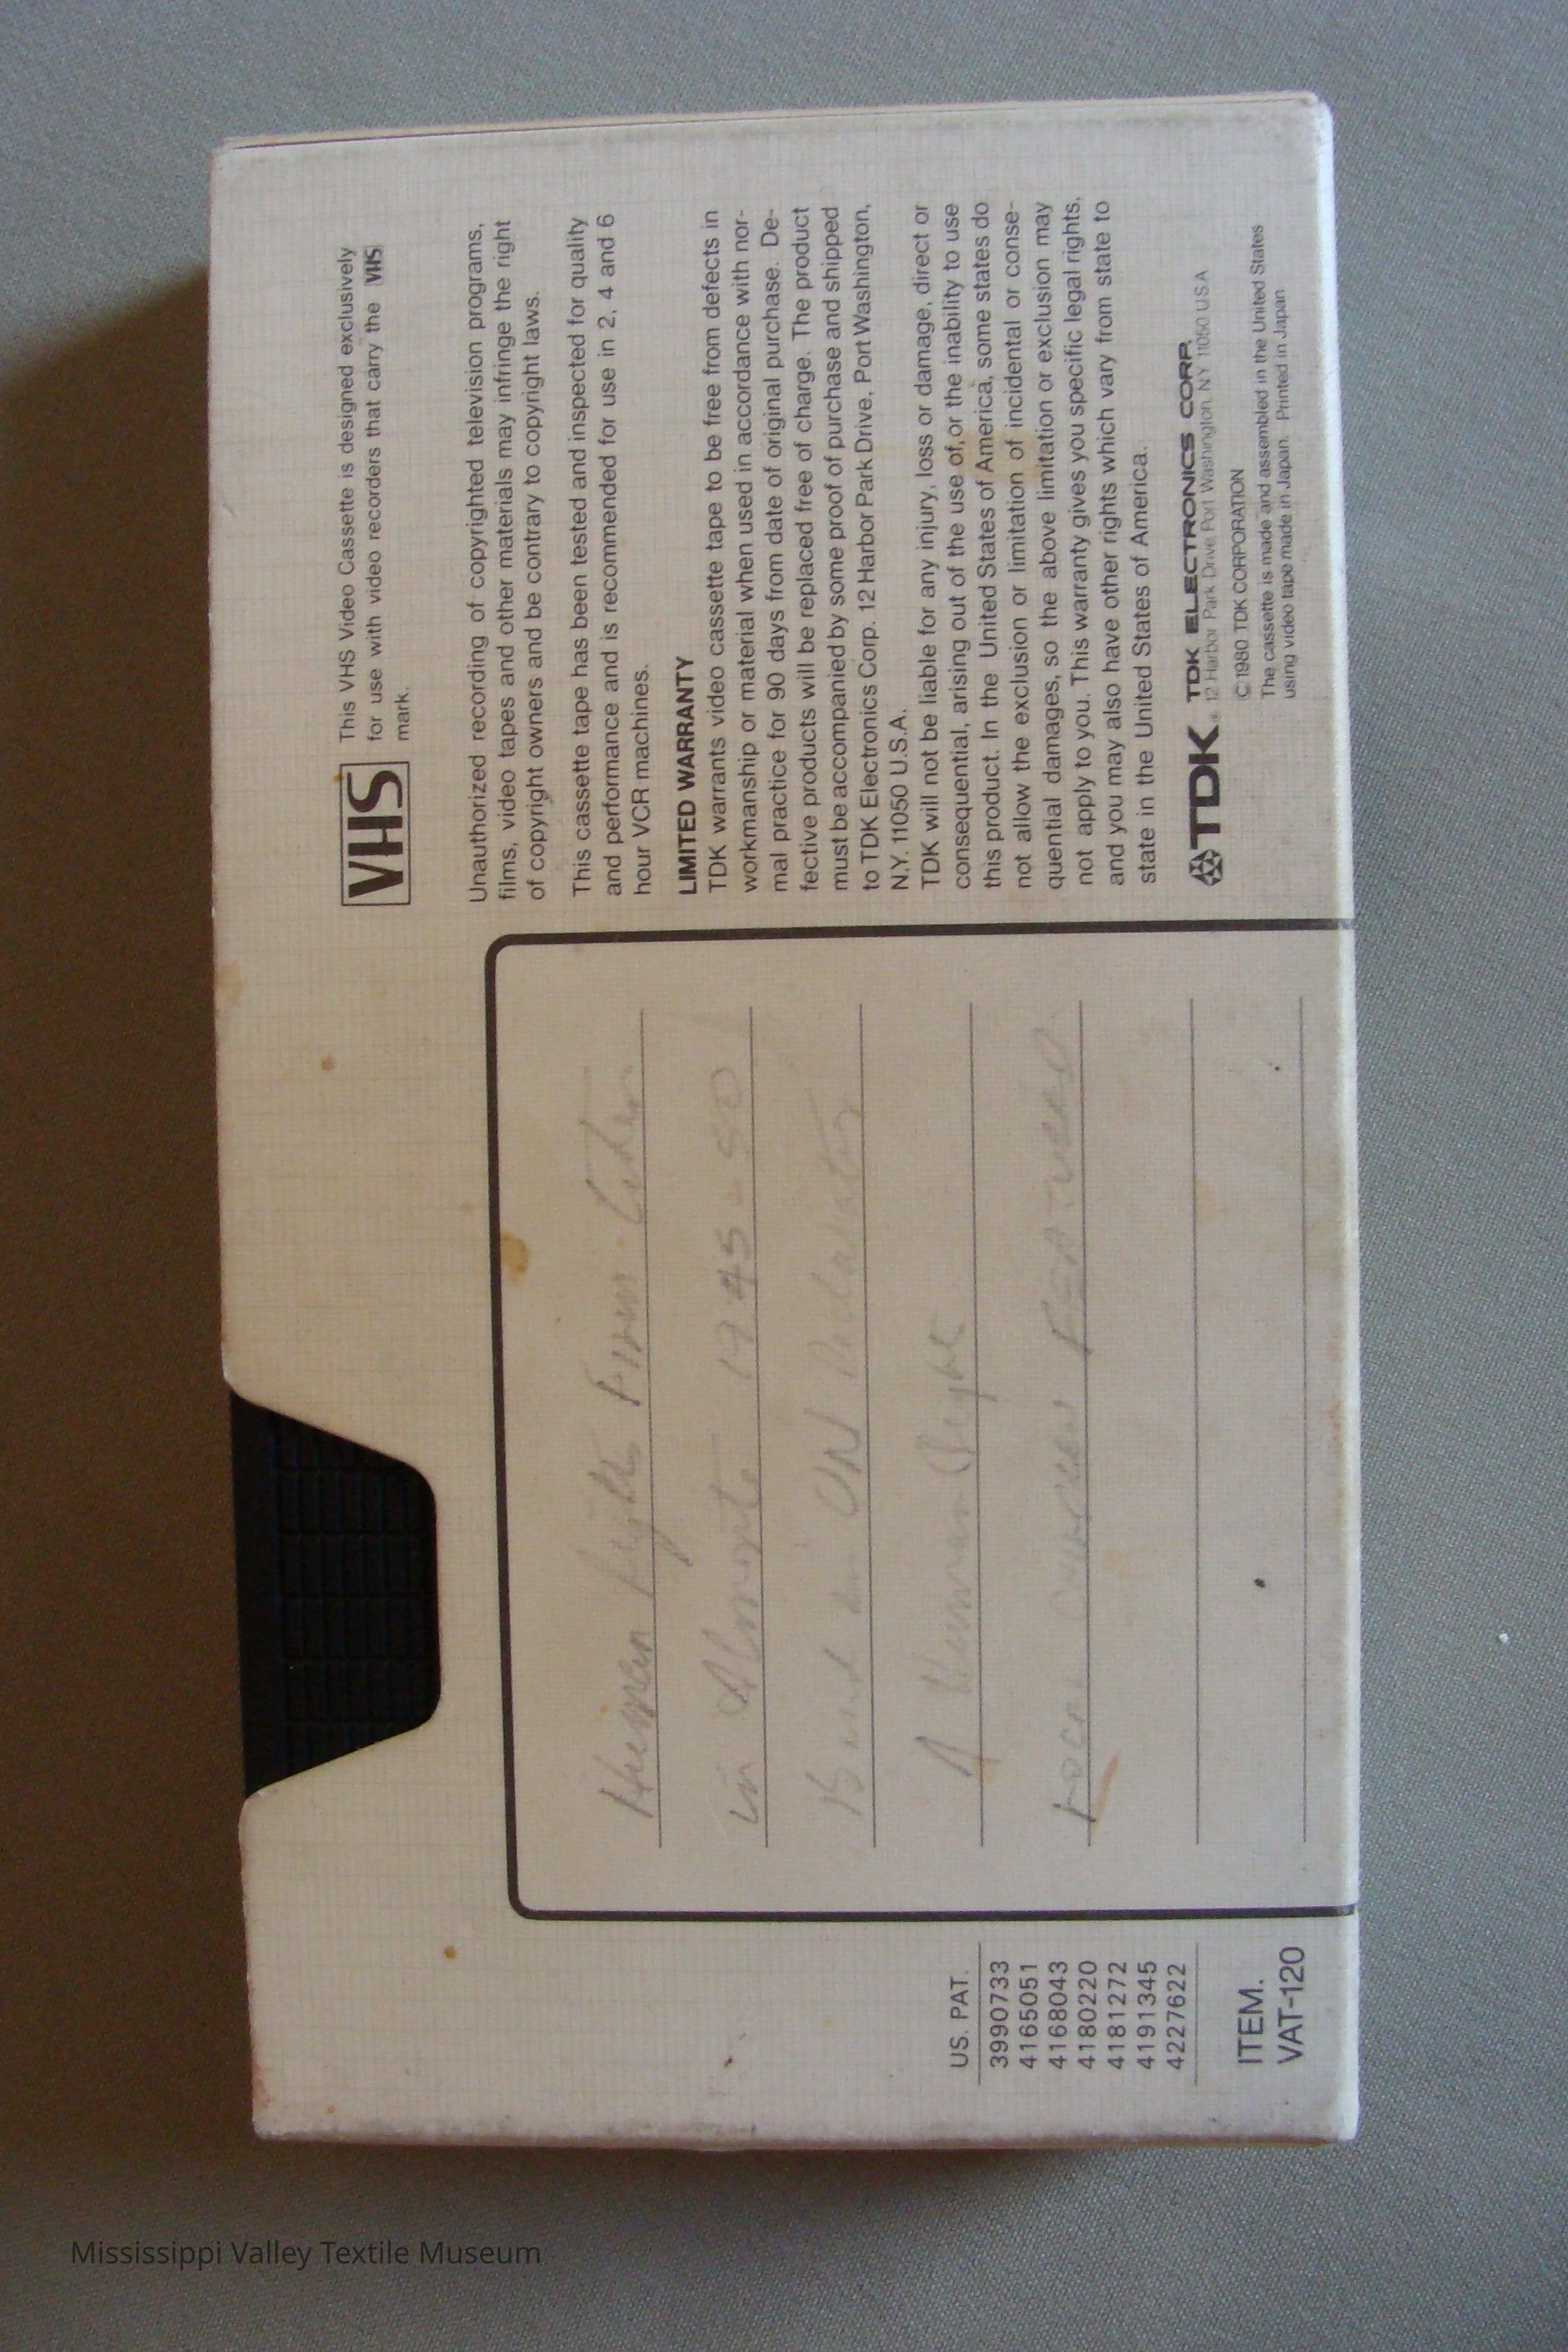 VHS
This VHS Video Cassette is designed exclusively
for use with video recorders that carry the VHS
mark.
Unauthorized recording of copyrighted television programs,
films, video tapes and other materials may infringe the right
of copyright owners and be contrary to copyright laws.
This cassette tape has been tested and inspected for quality
and performance and is recommended for use in 2, 4 and 6
hour VCR machines.
LIMITED WARRANTY
TDK warrants video cassette tape to be free from defects in
workmanship or material when used in accordance with nor-
mal practice for 90 days from date of original purchase. De-
fective products will be replaced free of charge. The product
must be accompanied by some proof of purchase and shipped
to TDK Electronics Corp. 12 Harbor Park Drive, Port Washington,
N.Y. 11050 U.S.A.
TDK will not be liable for any injury, loss or damage, direct or
consequential, arising out of the use of, or the inability to use
this product. In the United States of America, some states do
not allow the exclusion or limitation of incidental or conse-
quential damages, so the above limitation or exclusion may
not apply to you. This warranty gives you specific legal rights,
and you may also have other rights which vary from state to
state in the United States of America.
TDK® TDK ELECTRONICS CORP.
12 Harbor Park Drive, Port Washington, N.Y. 11050 U.S.A
© 1980 TDK CORPORATION
The cassette is made and assembled in the United States
using video tape made in Japan. Printed in Japan
Human Rights From
in Almonte 1945-50
UN Declaration
A Human Right
US. PAT.
3990733
4165051
4168043
4180220
4181272
4191345
4227622
ITEM.
VAT-120
Mississippi Valley Textile Museum